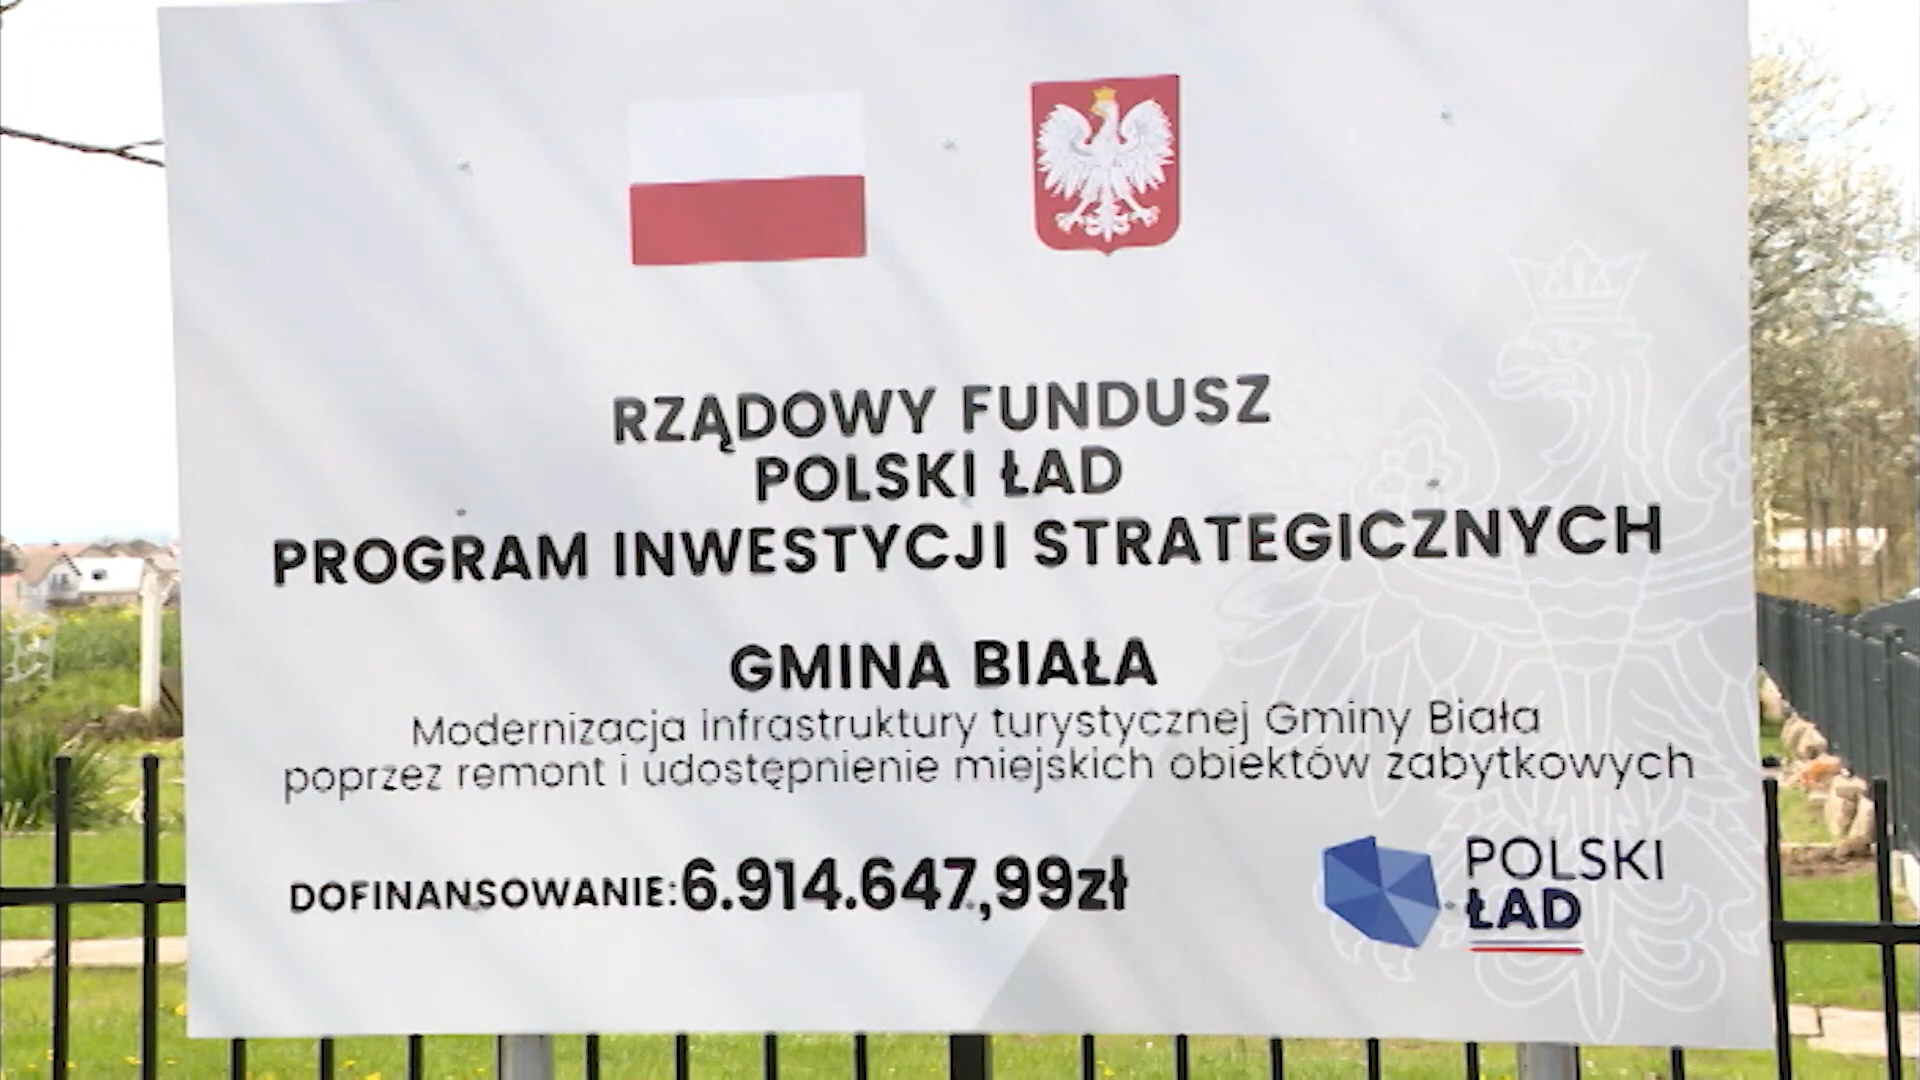 RZĄDOWY FUNDUSZ
POLSKI ŁAD
PROGRAM INWESTYCJI STRATEGICZNYCH
GMINA BIAŁA
Modernizacja infrastruktury turystycznej Gminy Biała
poprzez remont i udostępnienie miejskich obiektów zabytkowych
DOFINANSOWANIE:6.914.647,99zł
POLSKI
ŁAD